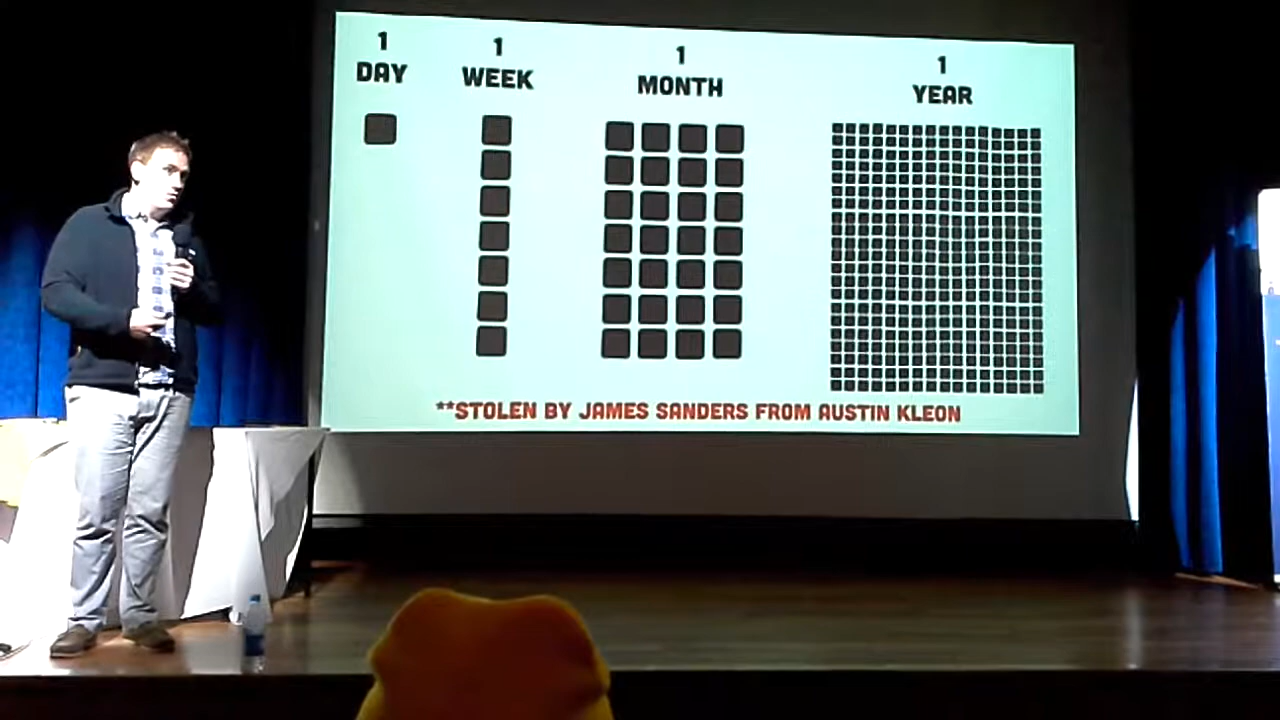 1
DAY
1
WEEK
1
MONTH
1
YEAR
**STOLEN BY JAMES SANDERS FROM AUSTIN KLEON